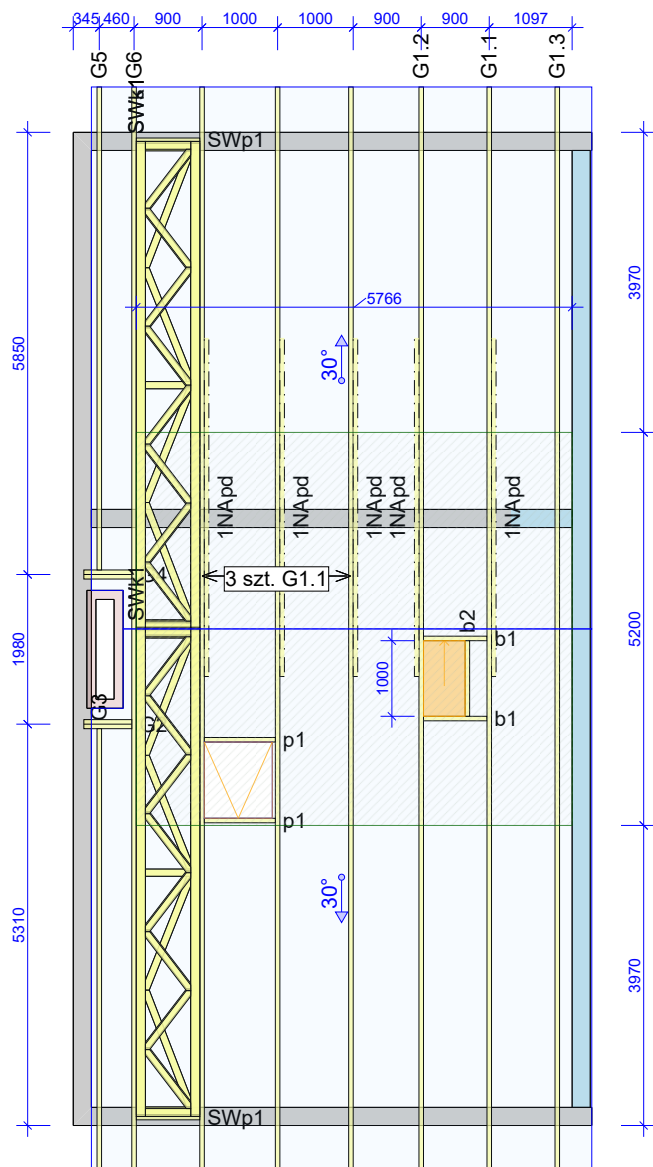 345 460 900 1000 1000 900 900 1097
G5
G6
G1.2
G1.1
G1.3
SWk1
SWp1
5766
5850
3970
30°
1NApd
1NApd
1NApd
1NApd
1NApd
3 szt. G1.1
G4
SWk1
b2
b1
1980
5200
1000
G3
G2
b1
p1
p1
30°
5310
3970
SWp1